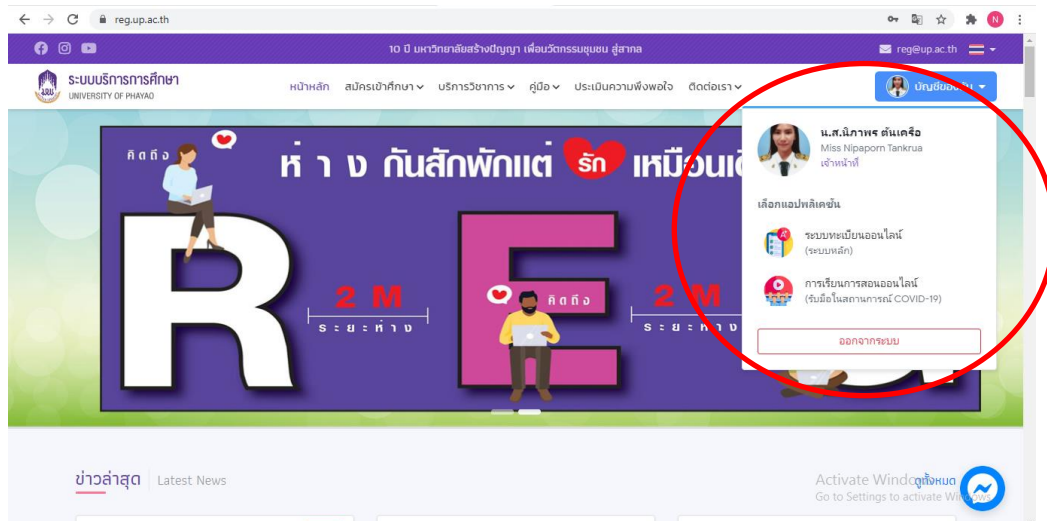 reg.up.ac.th
N
10 ปี มหาวิทยาลัยสร้างปัญญา เพื่อนวัตกรรมชุมชน สู่สากล
reg@up.ac.th
ระบบบริการการศึกษา
UNIVERSITY OF PHAYAO
หน้าหลัก สมัครเข้าศึกษา บริการวิชาการ คู่มือ ประเมินความพึงพอใจ ติดต่อเรา
บัญชีของฉัน
น.ส.นิภาพร ต้นเครือ
Miss Nipaporn Tankrua
เจ้าหน้าที่
เลือกแอปพลิเคชัน
ระบบทะเบียนออนไลน์
(ระบบหลัก)
การเรียนการสอนออนไลน์
(รับมือในสถานการณ์ COVID-19)
ออกจากระบบ
คิดถึง
ห่าง กันสักพักแต่ รัก เหมือนเ
R E
2 M
ระยะห่าง
คิดถึง
2 M
ระยะห่าง
ข่าวล่าสุด Latest News
ดูทั้งหมด
Activate Windows
Go to Settings to activate Windows